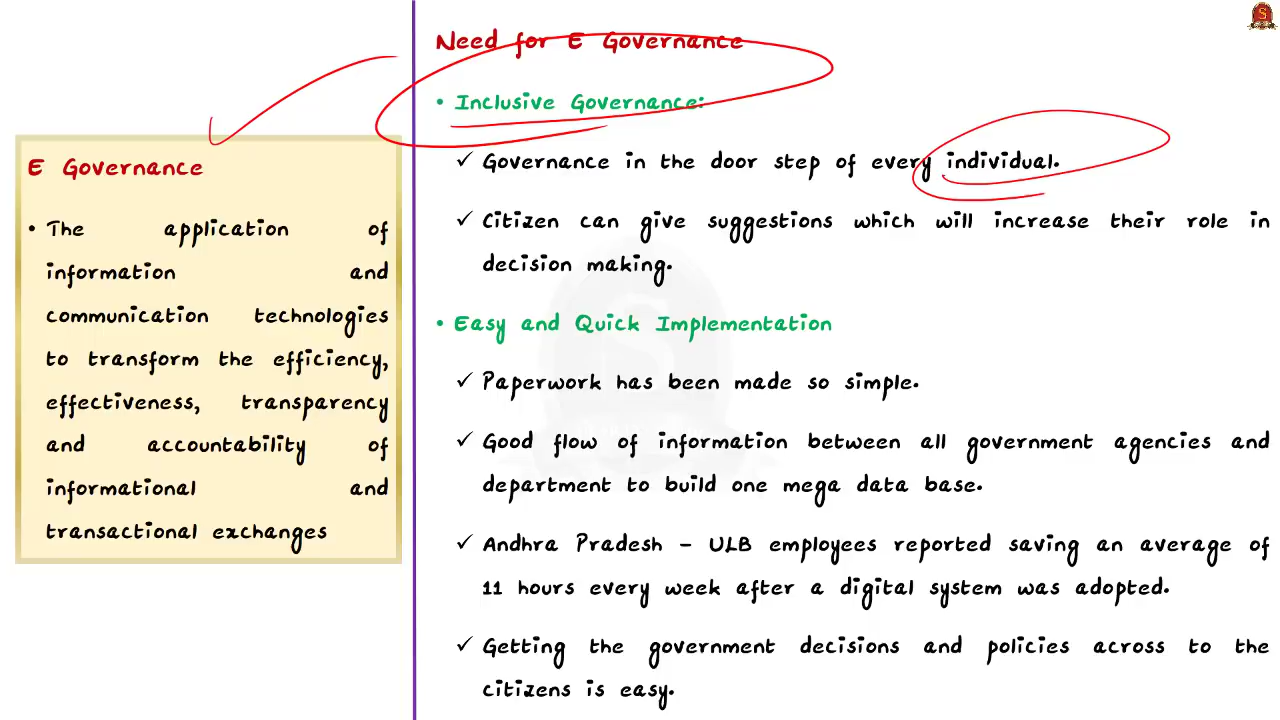 E Governance
• The application of
information and
communication technologies
to transform the efficiency,
effectiveness, transparency
and accountability of
informational and
transactional exchanges
Need for E Governance
• Inclusive Governance:
✓ Governance in the door step of every individual.
✓ Citizen can give suggestions which will increase their role in
decision making.
• Easy and Quick Implementation
✓ Paperwork has been made so simple.
✓ Good flow of information between all government agencies and
department to build one mega data base.
✓ Andhra Pradesh – ULB employees reported saving an average of
11 hours every week after a digital system was adopted.
✓ Getting the government decisions and policies across to the
citizens is easy.